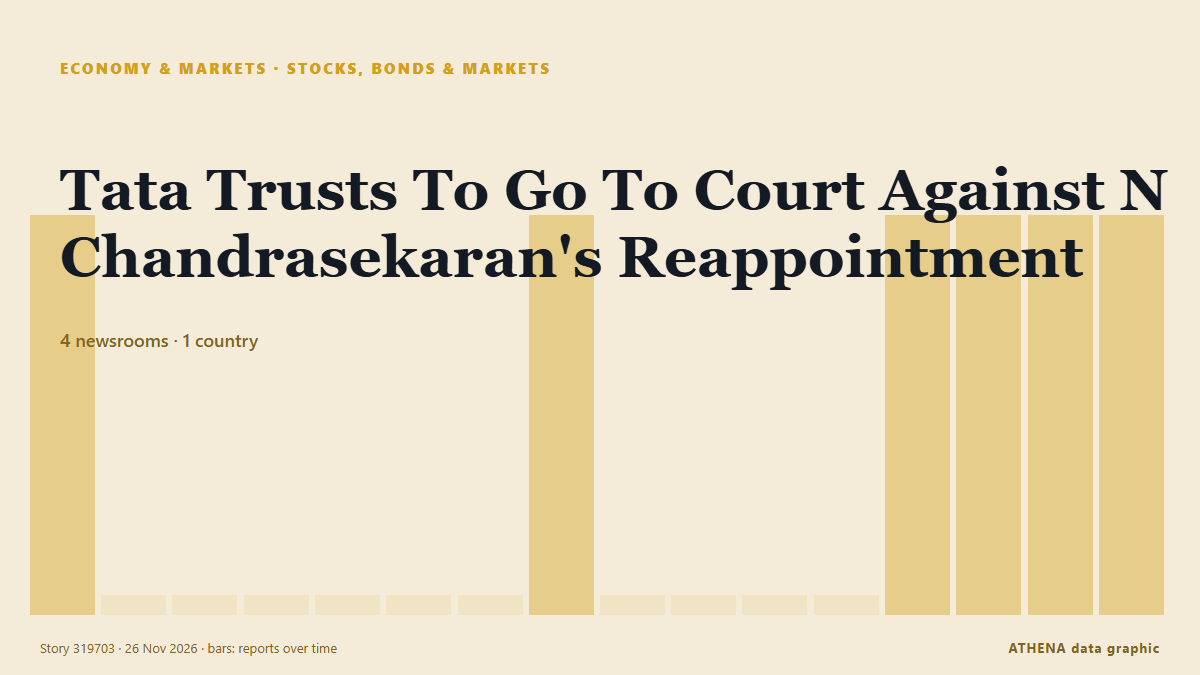 ECONOMY & MARKETS · STOCKS, BONDS & MARKETS
Tata Trusts To Go To Court Against N
Chandrasekaran's Reappointment
4 newsrooms · 1 country
Story 319703 · 26 Nov 2026 · bars: reports over time
ATHENA data graphic